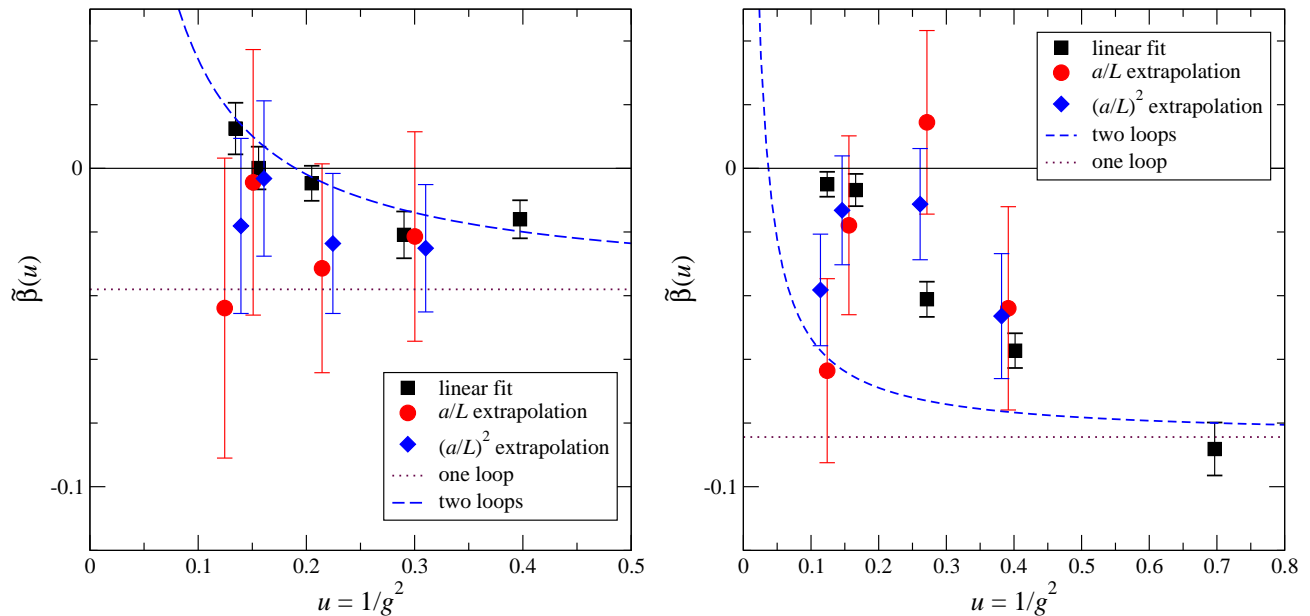 0
-0.1
β̃(u)
0 0.1 0.2 0.3 0.4 0.5
u = 1/g²
linear fit
a/L extrapolation
(a/L)² extrapolation
one loop
two loops
0
-0.1
β̃(u)
0 0.1 0.2 0.3 0.4 0.5 0.6 0.7 0.8
u = 1/g²
linear fit
a/L extrapolation
(a/L)² extrapolation
two loops
one loop